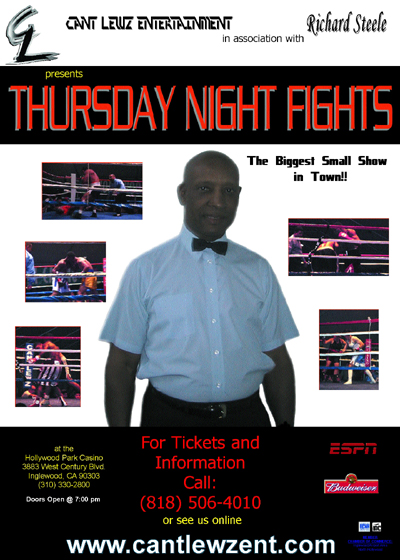 CL
CANT LEWZ ENTERTAINMENT
in association with Richard Steele
presents
THURSDAY NIGHT FIGHTS
The Biggest Small Show
in Town!!
at the
Hollywood Park Casino
3883 West Century Blvd.
Inglewood, CA 90303
(310) 330-2800
Doors Open @ 7:00 pm
For Tickets and
Information
Call:
(818) 506-4010
or see us online
www.cantlewzent.com
ESPN
Budweiser